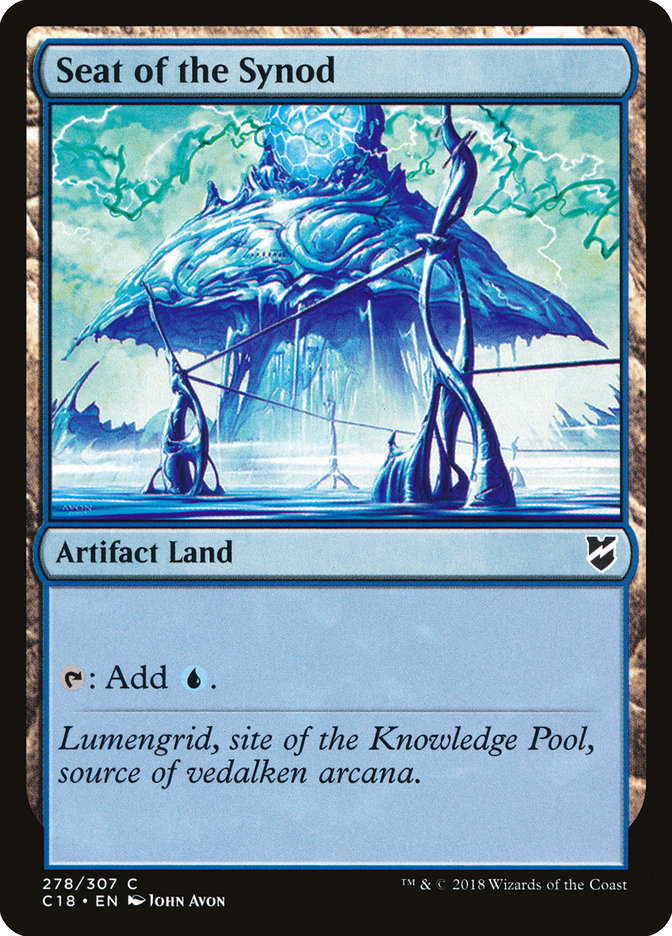 Seat of the Synod
AVON
Artifact Land
: Add .
Lumengrid, site of the Knowledge Pool,
source of vedalken arcana.
278/307 C
C18 • EN JOHN AVON
™ & © 2018 Wizards of the Coast